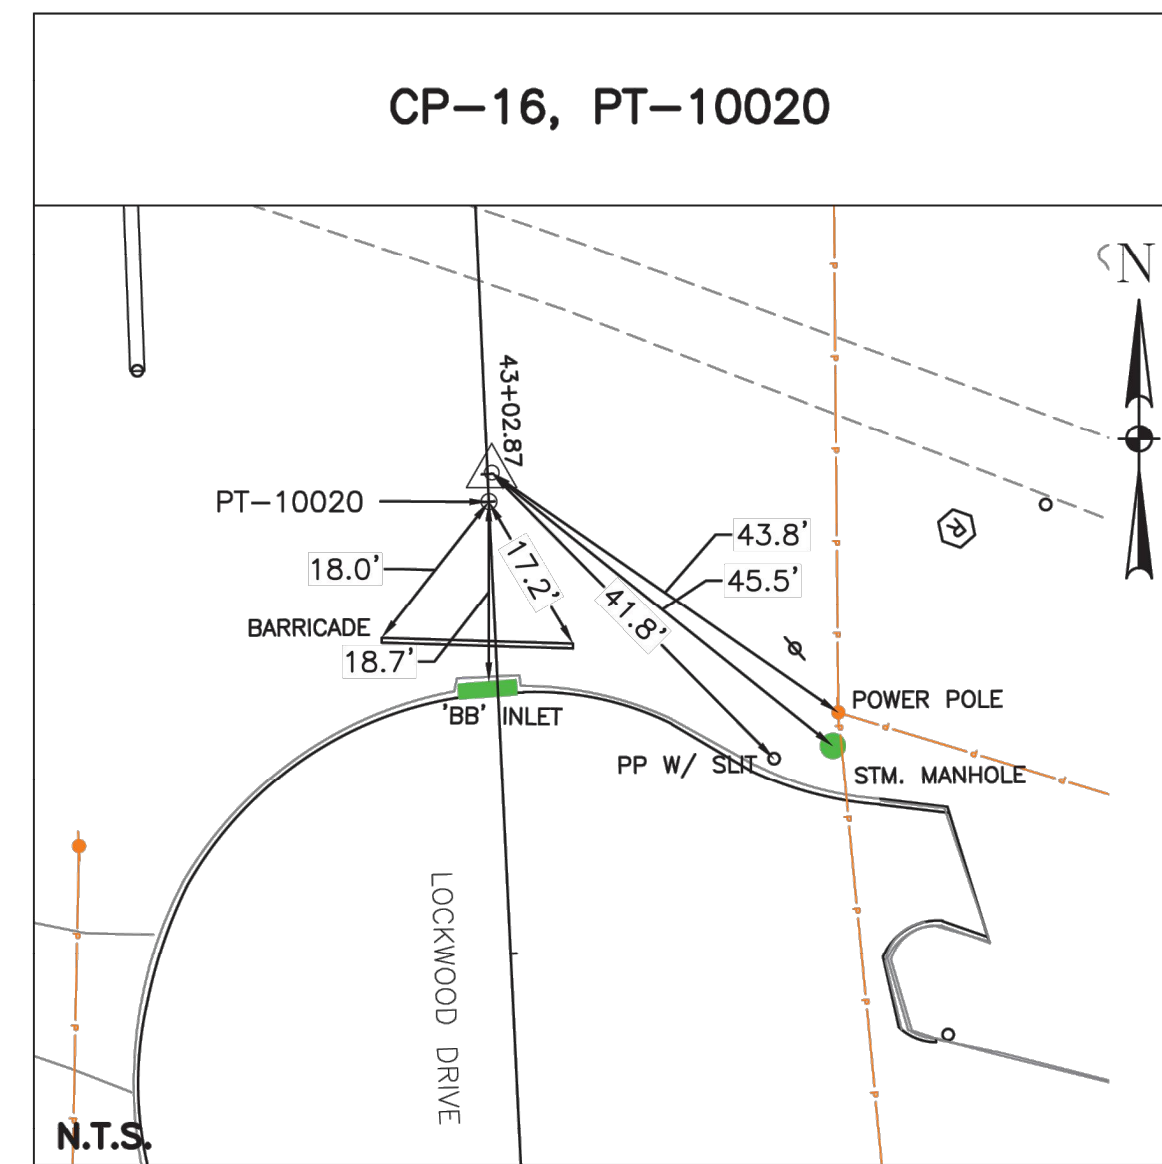 CP-16, PT-10020
N
43+02.87
PT-10020
43.8'
18.0'
17.2'
45.5'
41.8'
BARRICADE
18.7'
R
'BB' INLET
POWER POLE
PP W/ SLIT
STM. MANHOLE
LOCKWOOD DRIVE
N.T.S.